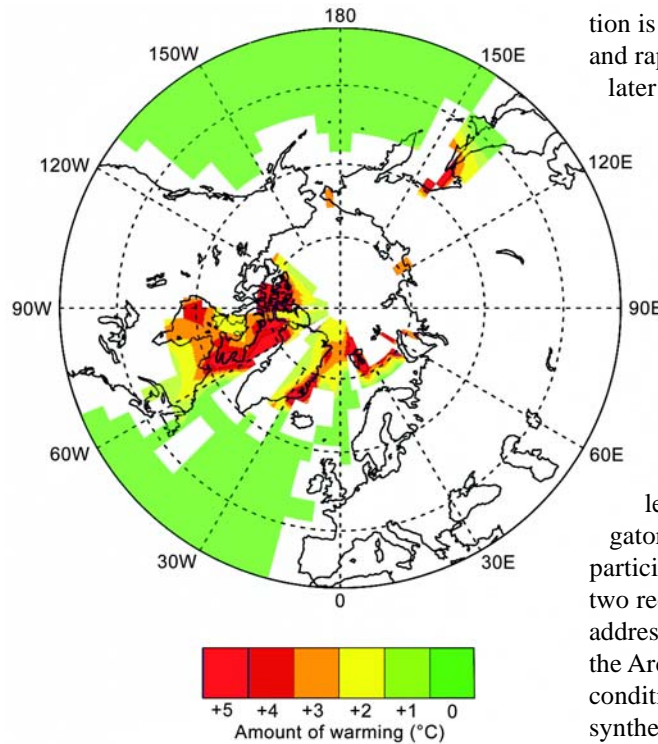 180
150W
150E
120W
120E
90W
90E
60W
60E
30W
30E
0
+5 +4 +3 +2 +1 0
Amount of warming (°C)
tion is
and rap
later
le
gator
partici
two re
addres
the Ar
condit
synthe